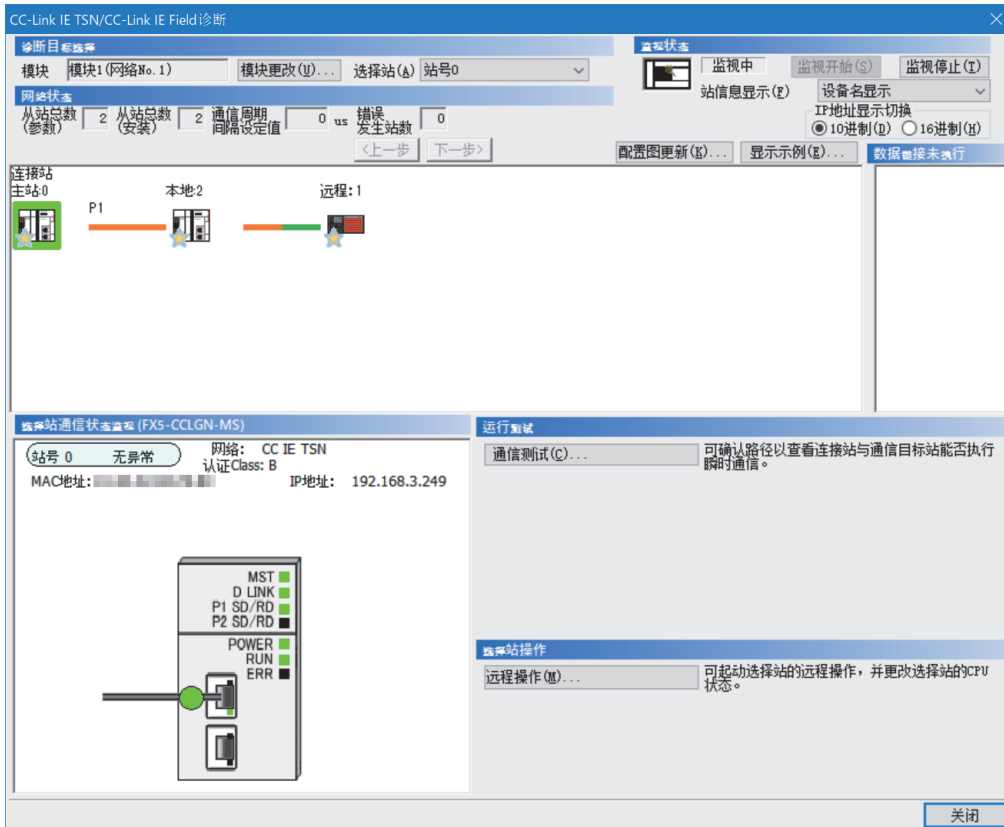 CC-Link IE TSN/CC-Link IE Field诊断
诊断目标选择
模块 模块1(网络No.1) 模块更改(U)... 选择站(A) 站号0
网络状态
从站总数(参数) 2 从站总数(安装) 2 通信周期间隔设定值 0 us 错误发生站数 0
<上一步 下一步>
监视状态
监视中 监视开始(S) 监视停止(I)
站信息显示(F) 设备名显示
IP地址显示切换
10进制(D) 16进制(H)
配置图更新(K)... 显示示例(E)... 数据链接未执行
连接站
主站:0 本地:2 远程:1
P1
选择站通信状态监视(FX5-CCLGN-MS)
站号 0 无异常 网络: CC IE TSN
认证Class: B
MAC地址: IP地址: 192.168.3.249
MST
D LINK
P1 SD/RD
P2 SD/RD
POWER
RUN
ERR
运行测试
通信测试(C)... 可确认路径以查看连接站与通信目标站能否执行
瞬时通信。
选择站操作
远程操作(M)... 可起动选择站的远程操作，并更改选择站的CPU
状态。
关闭